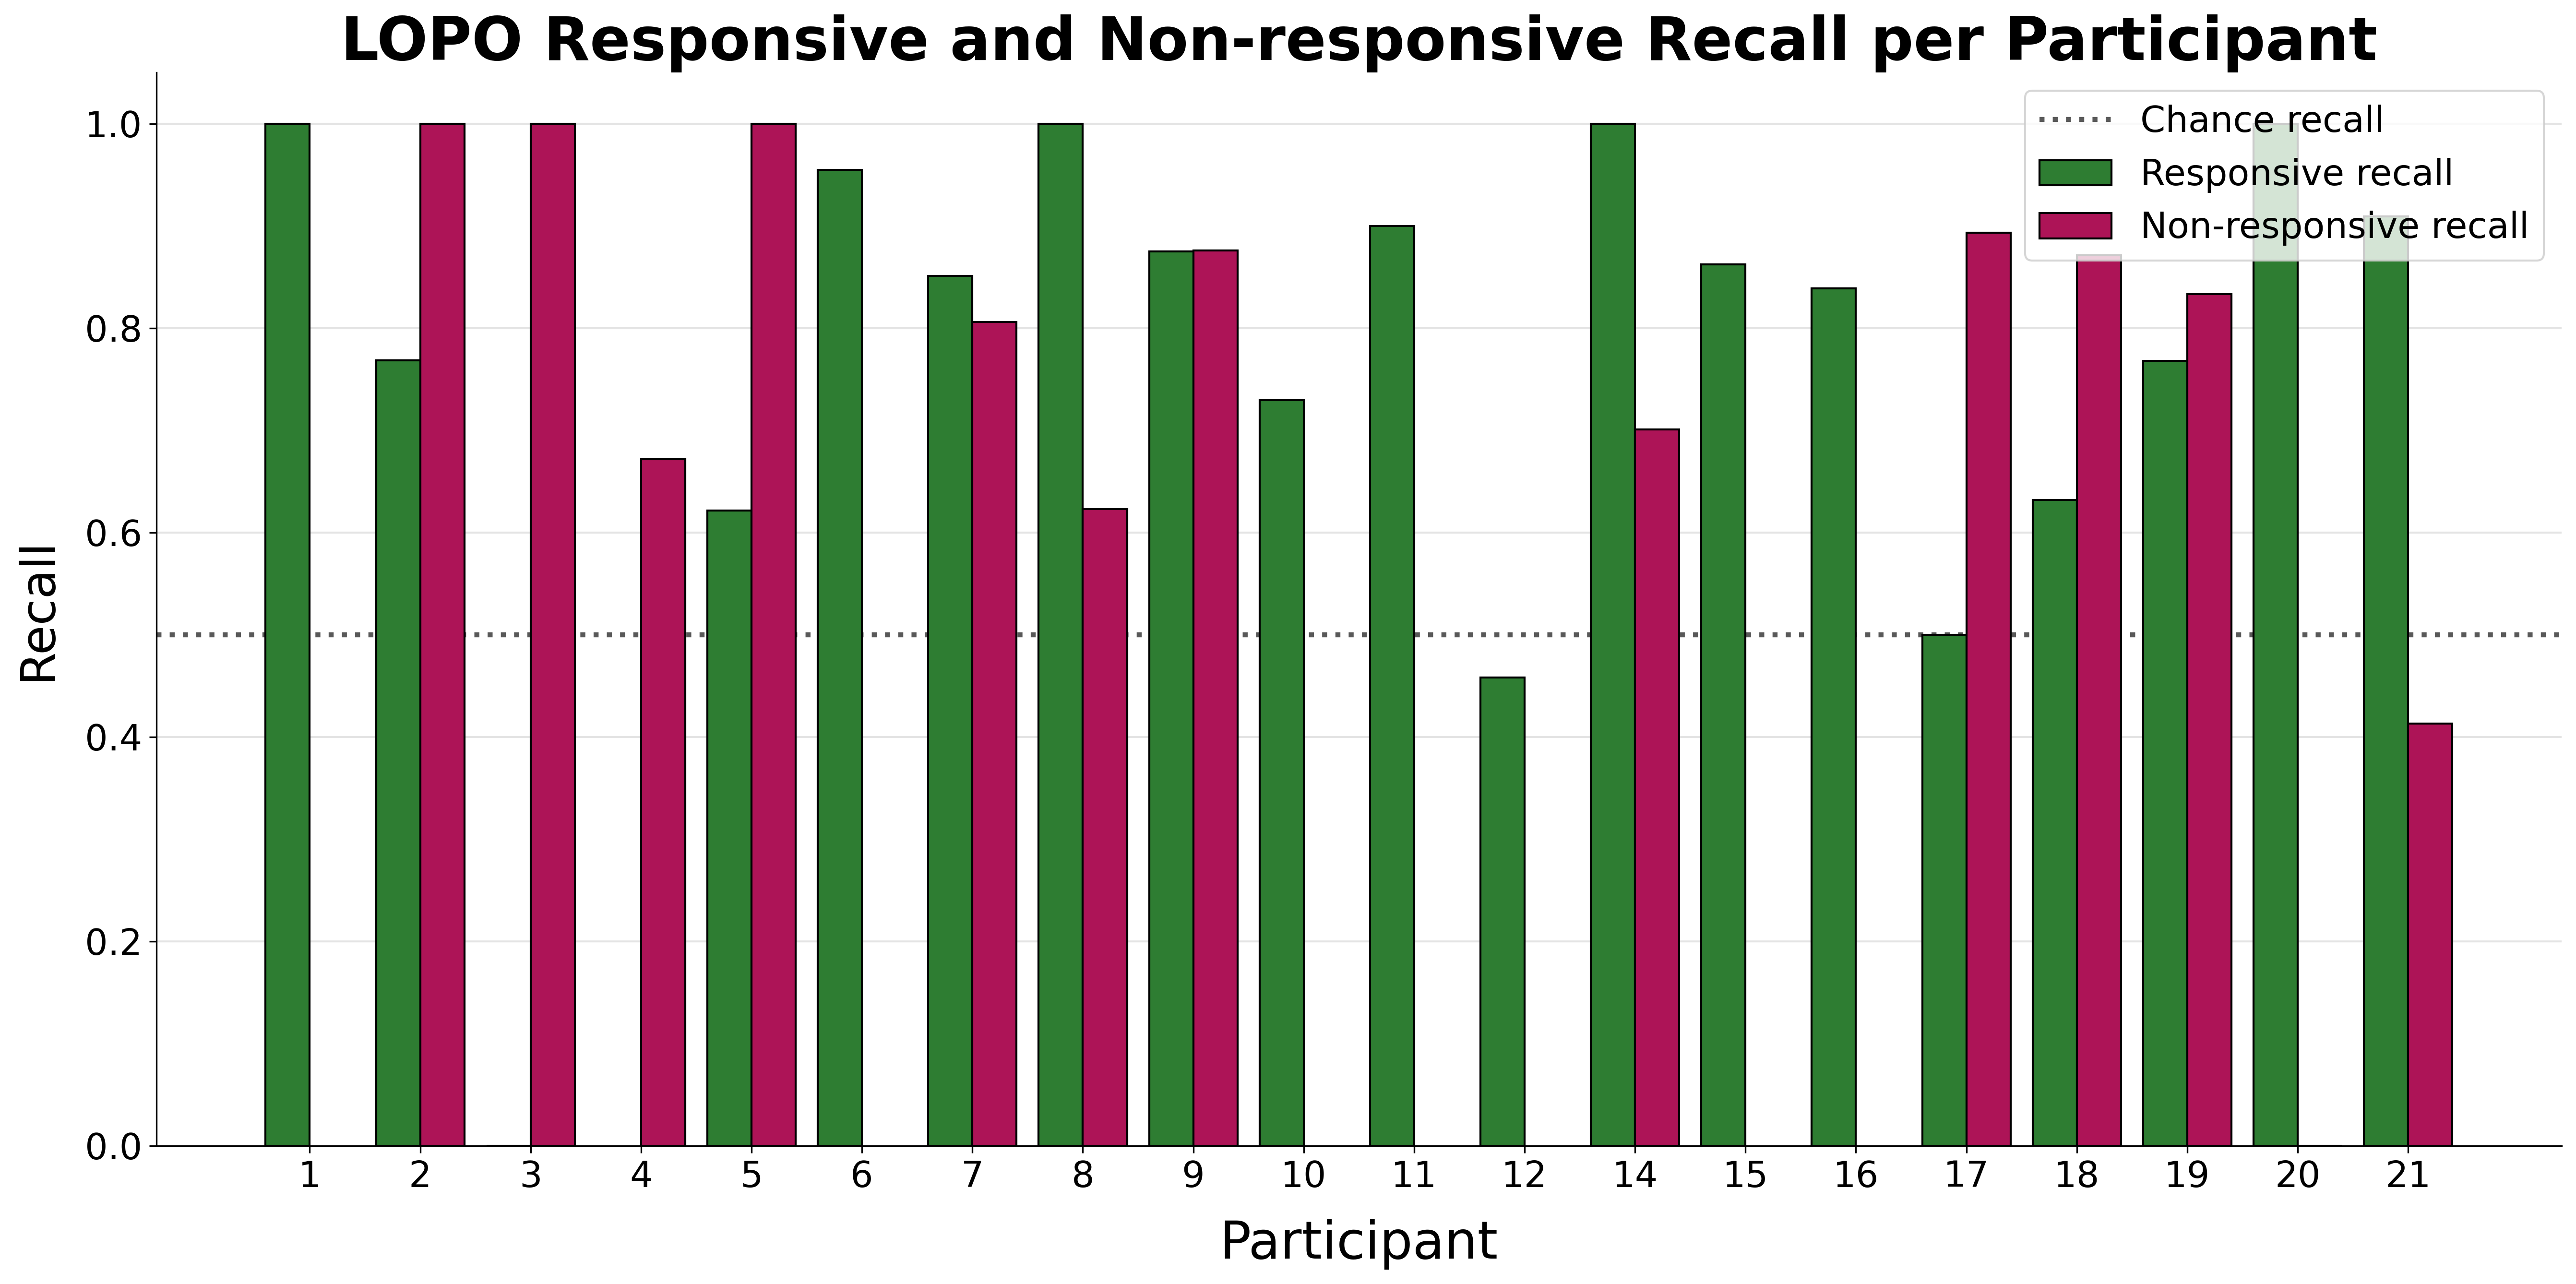 LOPO Responsive and Non-responsive Recall per Participant
Chance recall
Responsive recall
Non-responsive recall
1.0
0.8
0.6
0.4
0.2
0.0
Recall
1 2 3 4 5 6 7 8 9 10 11 12 14 15 16 17 18 19 20 21
Participant